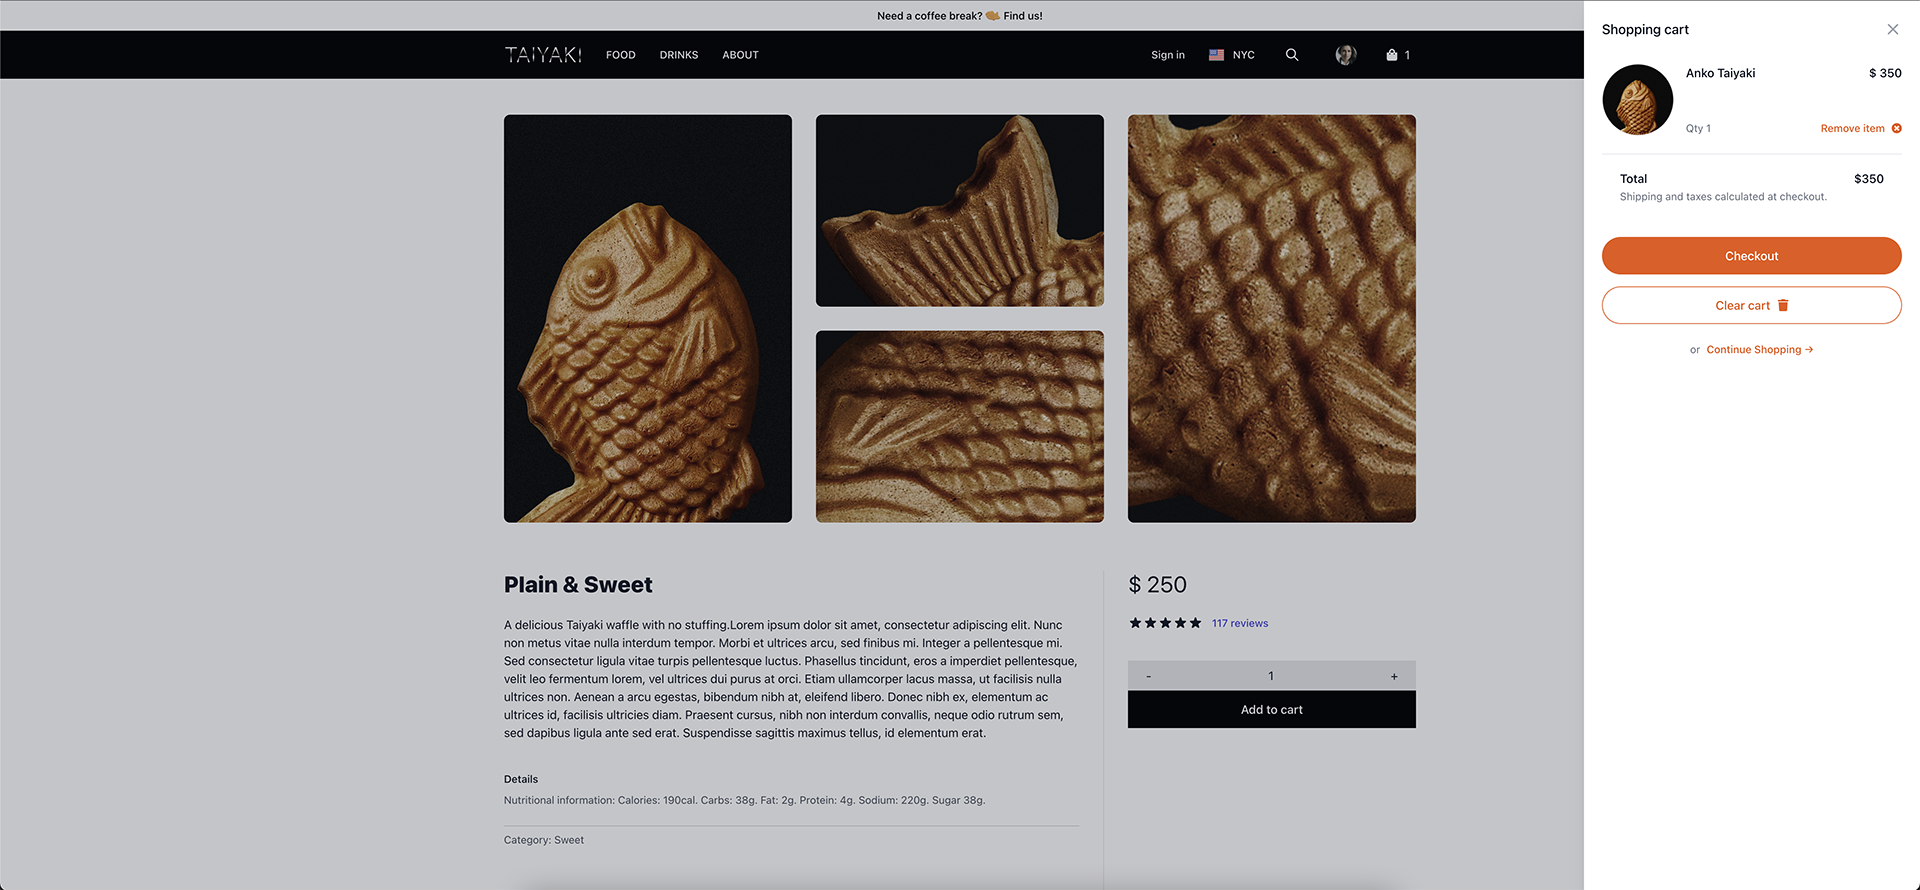 Need a coffee break? Find us!
TAIYAKI FOOD DRINKS ABOUT Sign in NYC 1
Plain & Sweet
A delicious Taiyaki waffle with no stuffing.Lorem ipsum dolor sit amet, consectetur adipiscing elit. Nunc
non metus vitae nulla interdum tempor. Morbi et ultrices arcu, sed finibus mi. Integer a pellentesque mi.
Sed consectetur ligula vitae turpis pellentesque luctus. Phasellus tincidunt, eros a imperdiet pellentesque,
velit leo fermentum lorem, vel ultrices dui purus at orci. Etiam ullamcorper lacus massa, ut facilisis nulla
ultrices non. Aenean a arcu egestas, bibendum nibh at, eleifend libero. Donec nibh ex, elementum ac
ultrices id, facilisis ultricies diam. Praesent cursus, nibh non interdum convallis, neque odio rutrum sem,
sed dapibus ligula ante sed erat. Suspendisse sagittis maximus tellus, id elementum erat.
Details
Nutritional information: Calories: 190cal. Carbs: 38g. Fat: 2g. Protein: 4g. Sodium: 220g. Sugar 38g.
Category: Sweet
$ 250
117 reviews
- 1 +
Add to cart
Shopping cart
Anko Taiyaki $ 350
Qty 1 Remove item
Total $350
Shipping and taxes calculated at checkout.
Checkout
Clear cart
or Continue Shopping →